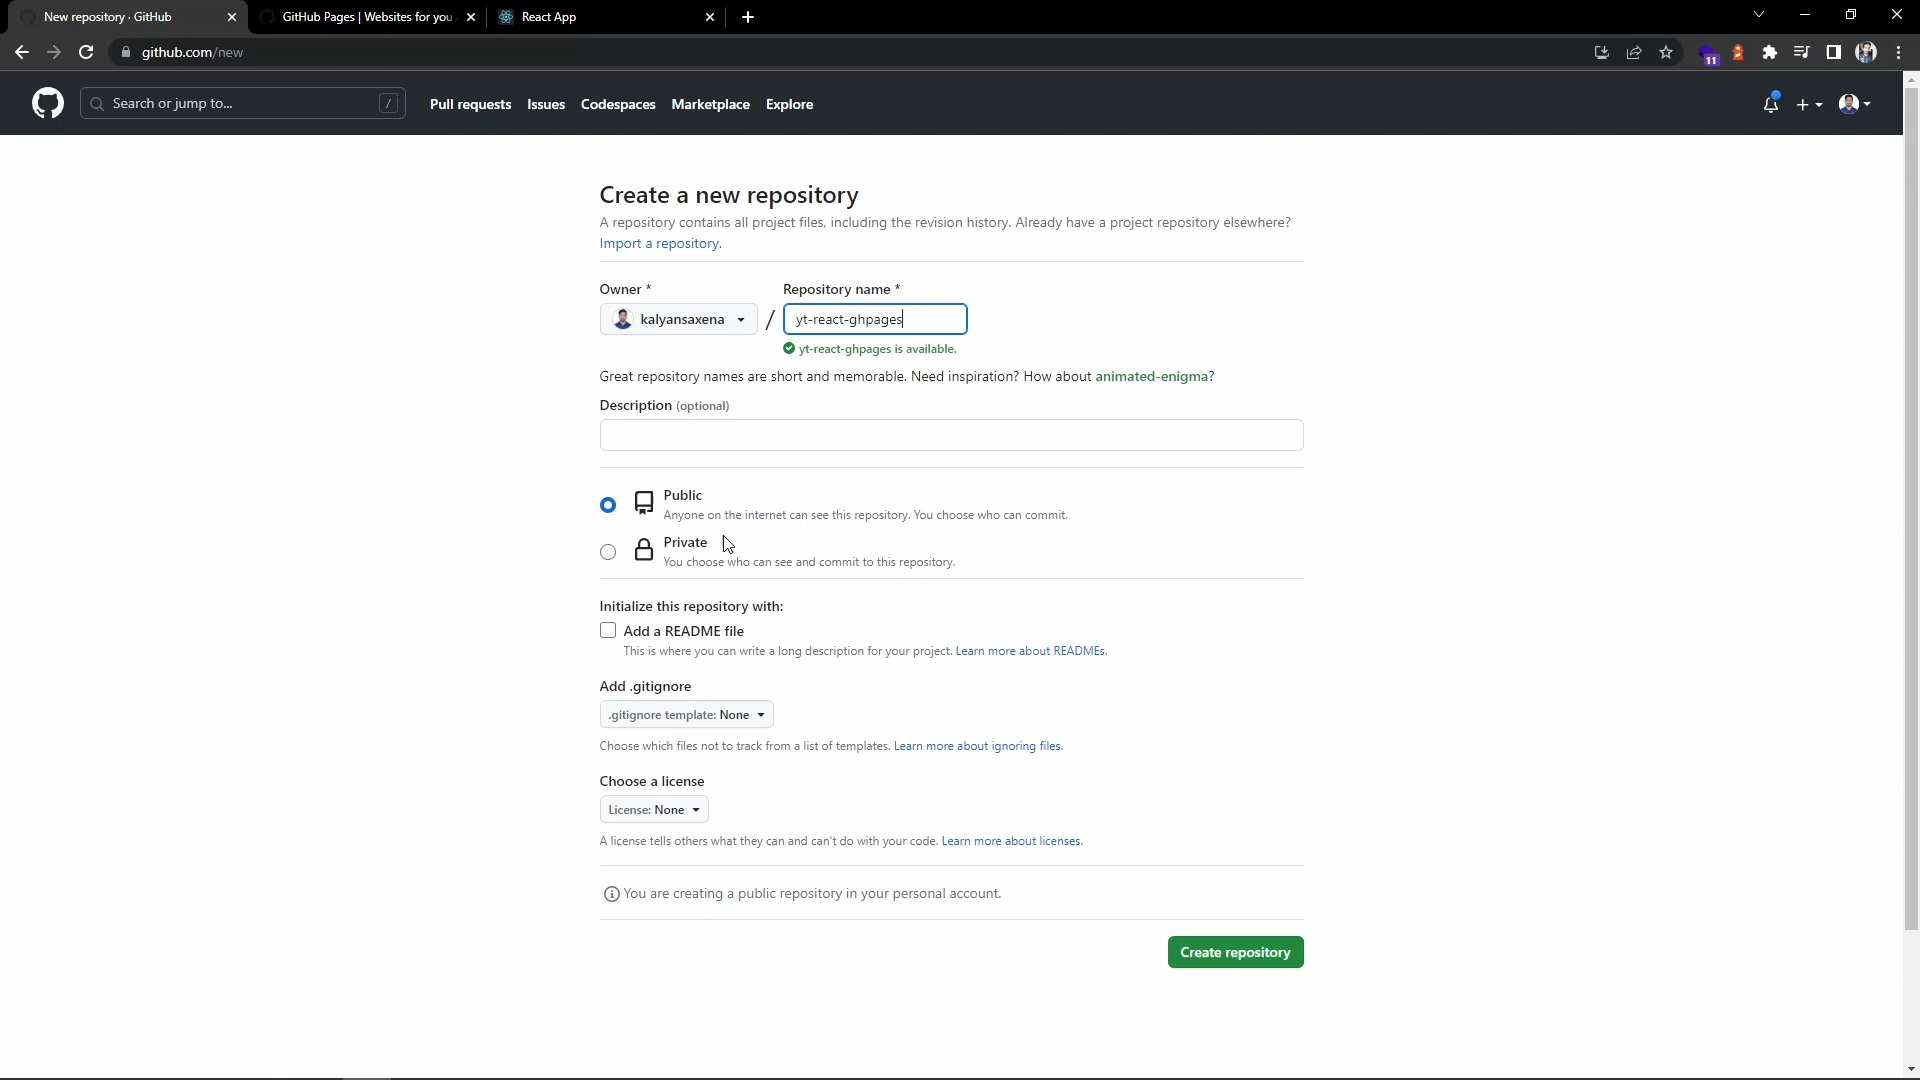 New repository · GitHub
GitHub Pages | Websites for you
React App
github.com/new
11
Search or jump to...
/
Pull requests Issues Codespaces Marketplace Explore
Create a new repository
A repository contains all project files, including the revision history. Already have a project repository elsewhere?
Import a repository.
Owner *
Repository name *
kalyansaxena
/
yt-react-ghpages
yt-react-ghpages is available.
Great repository names are short and memorable. Need inspiration? How about animated-enigma?
Description (optional)
Public
Anyone on the internet can see this repository. You choose who can commit.
Private
You choose who can see and commit to this repository.
Initialize this repository with:
Add a README file
This is where you can write a long description for your project. Learn more about READMEs.
Add .gitignore
.gitignore template: None
Choose which files not to track from a list of templates. Learn more about ignoring files.
Choose a license
License: None
A license tells others what they can and can't do with your code. Learn more about licenses.
You are creating a public repository in your personal account.
Create repository